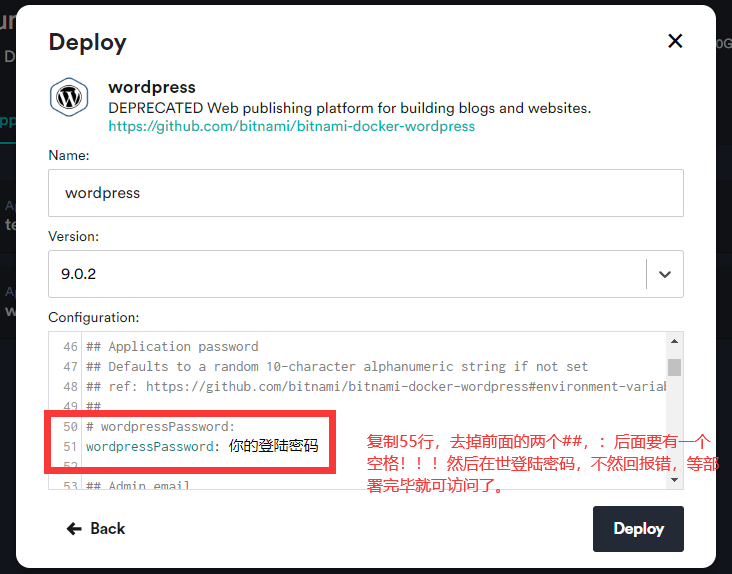 Deploy
wordpress
DEPRECATED Web publishing platform for building blogs and websites.
https://github.com/bitnami/bitnami-docker-wordpress
Name:
wordpress
Version:
9.0.2
Configuration:
46 ## Application password
47 ## Defaults to a random 10-character alphanumeric string if not set
48 ## ref: https://github.com/bitnami/bitnami-docker-wordpress#environment-variab
49 ##
50 # wordpressPassword:
51 wordpressPassword: 你的登陆密码
52
53 ## Admin email
复制55行，去掉前面的两个##，：后面要有一个
空格！！！然后在世登陆密码，不然回报错，等部
署完毕就可访问了。
Back
Deploy